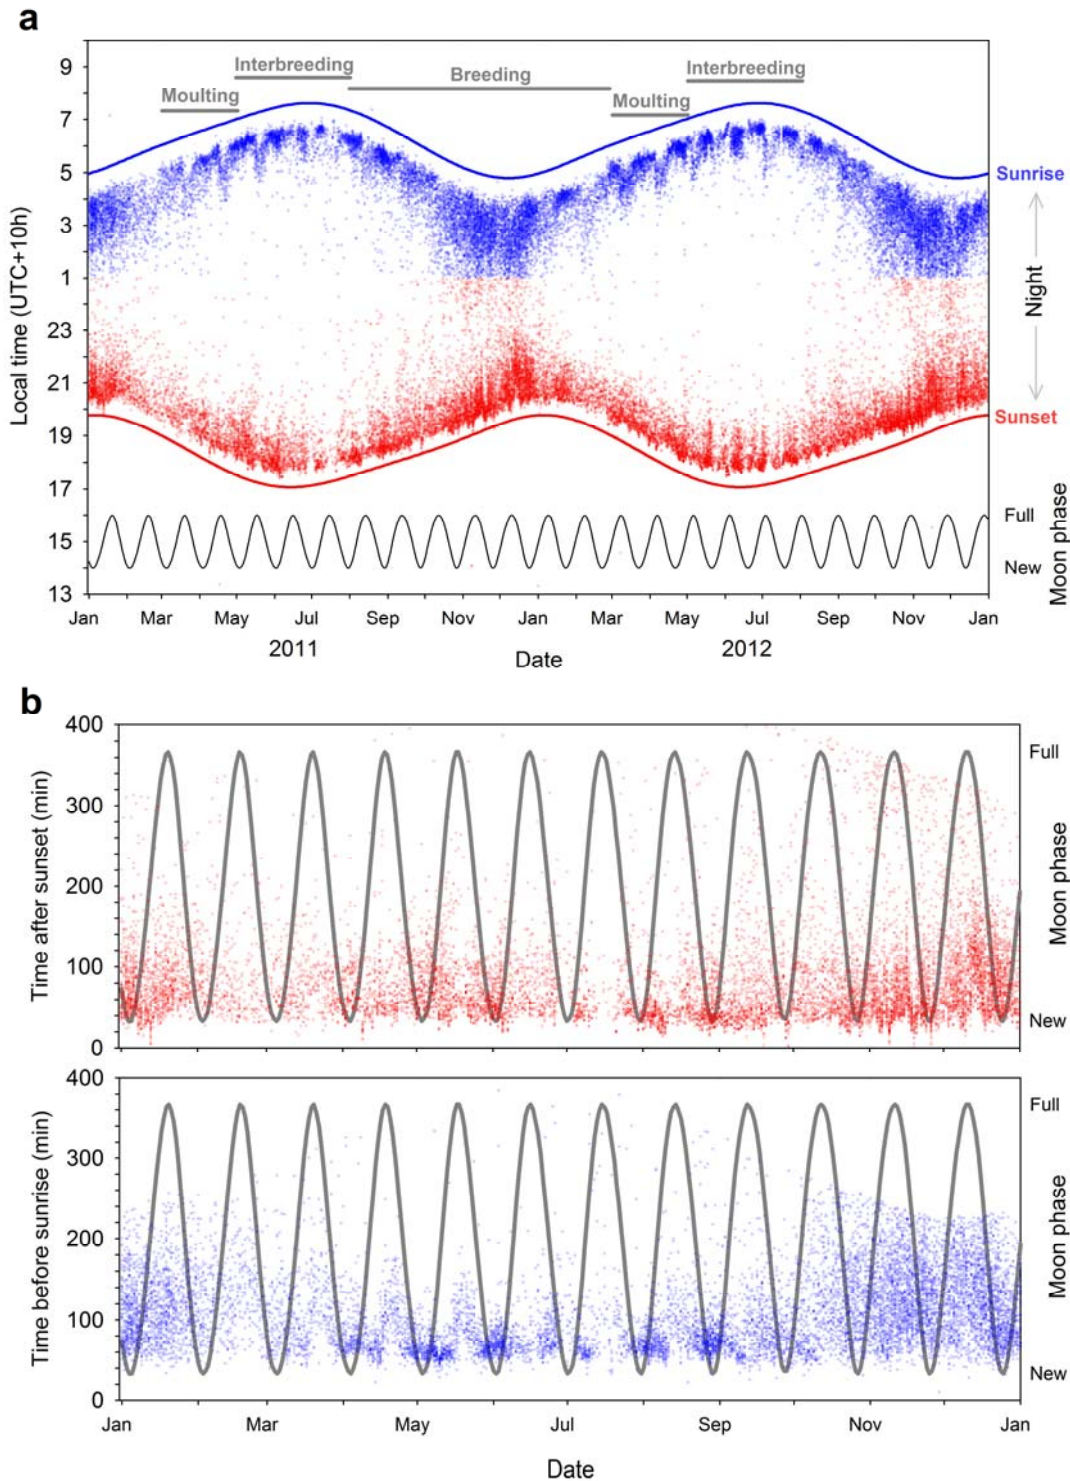 a
9
7
5
3
1
23
21
19
17
15
13
Local time (UTC+10h)
Interbreeding
Breeding
Interbreeding
Moulting
Moulting
Sunrise
Night
Sunset
Full
New
Moon phase
Jan Mar May Jul Sep Nov Jan Mar May Jul Sep Nov Jan
2011 2012
Date
b
400
300
200
100
0
Time after sunset (min)
Full
New
Moon phase
400
300
200
100
0
Time before sunrise (min)
Full
New
Moon phase
Jan Mar May Jul Sep Nov Jan
Date